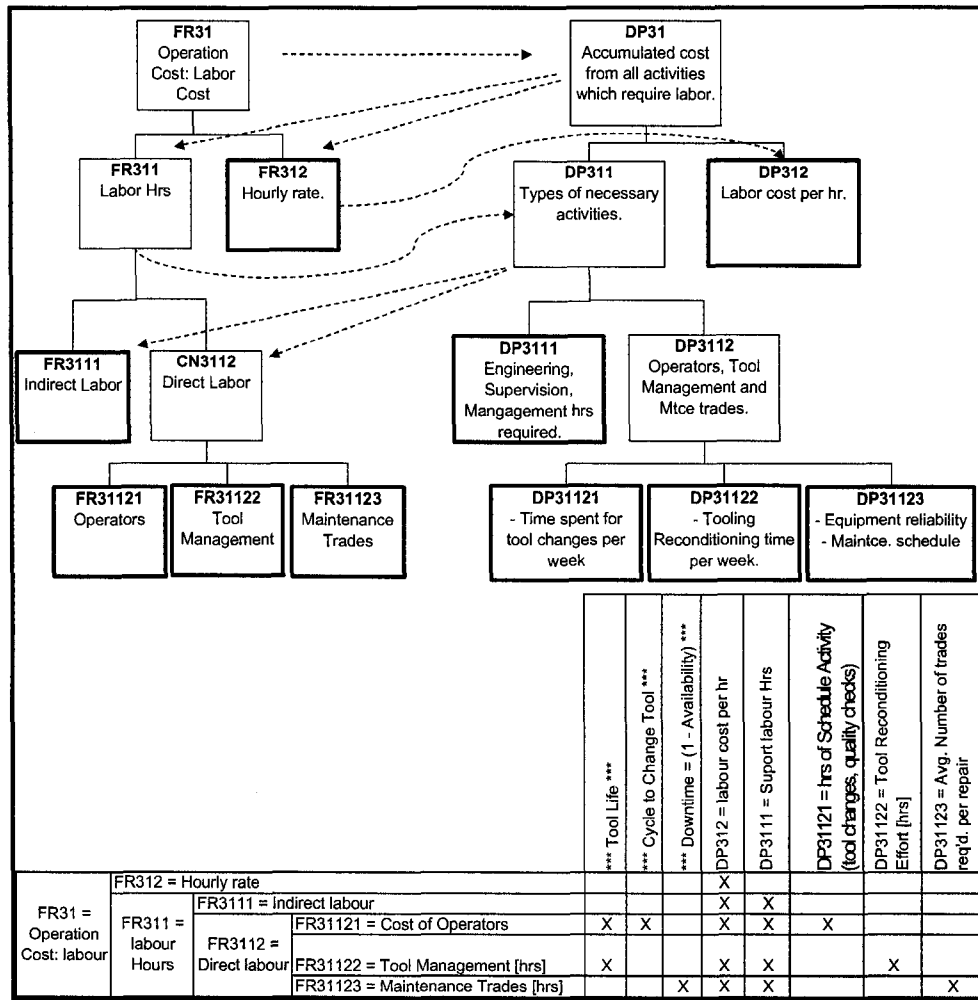 FR31
Operation
Cost: Labor
Cost
DP31
Accumulated cost
from all activities
which require labor.
FR311
Labor Hrs
FR312
Hourly rate.
DP311
Types of necessary
activities.
DP312
Labor cost per hr.
FR3111
Indirect Labor
CN3112
Direct Labor
DP3111
Engineering,
Supervision,
Mangagement hrs
required.
DP3112
Operators, Tool
Management and
Mtce trades.
FR31121
Operators
FR31122
Tool
Management
FR31123
Maintenance
Trades
DP31121
- Time spent for
tool changes per
week
DP31122
- Tooling
Reconditioning time
per week.
DP31123
- Equipment reliability
- Maintce. schedule
*** Tool Life ***
*** Cycle to Change Tool ***
*** Downtime = (1 - Availability) ***
DP312 = labour cost per hr
DP3111 = Suport labour Hrs
DP31121 = hrs of Schedule Activity
(tool changes, quality checks)
DP31122 = Tool Reconditioning
Effort [hrs]
DP31123 = Avg. Number of trades
req'd. per repair
FR31 =
Operation
Cost: labour
FR312 = Hourly rate X
FR311 =
labour
Hours
FR3111 = Indirect labour X X
FR3112 =
Direct labour
FR31121 = Cost of Operators X X X X X
FR31122 = Tool Management [hrs] X X X X
FR31123 = Maintenance Trades [hrs] X X X X